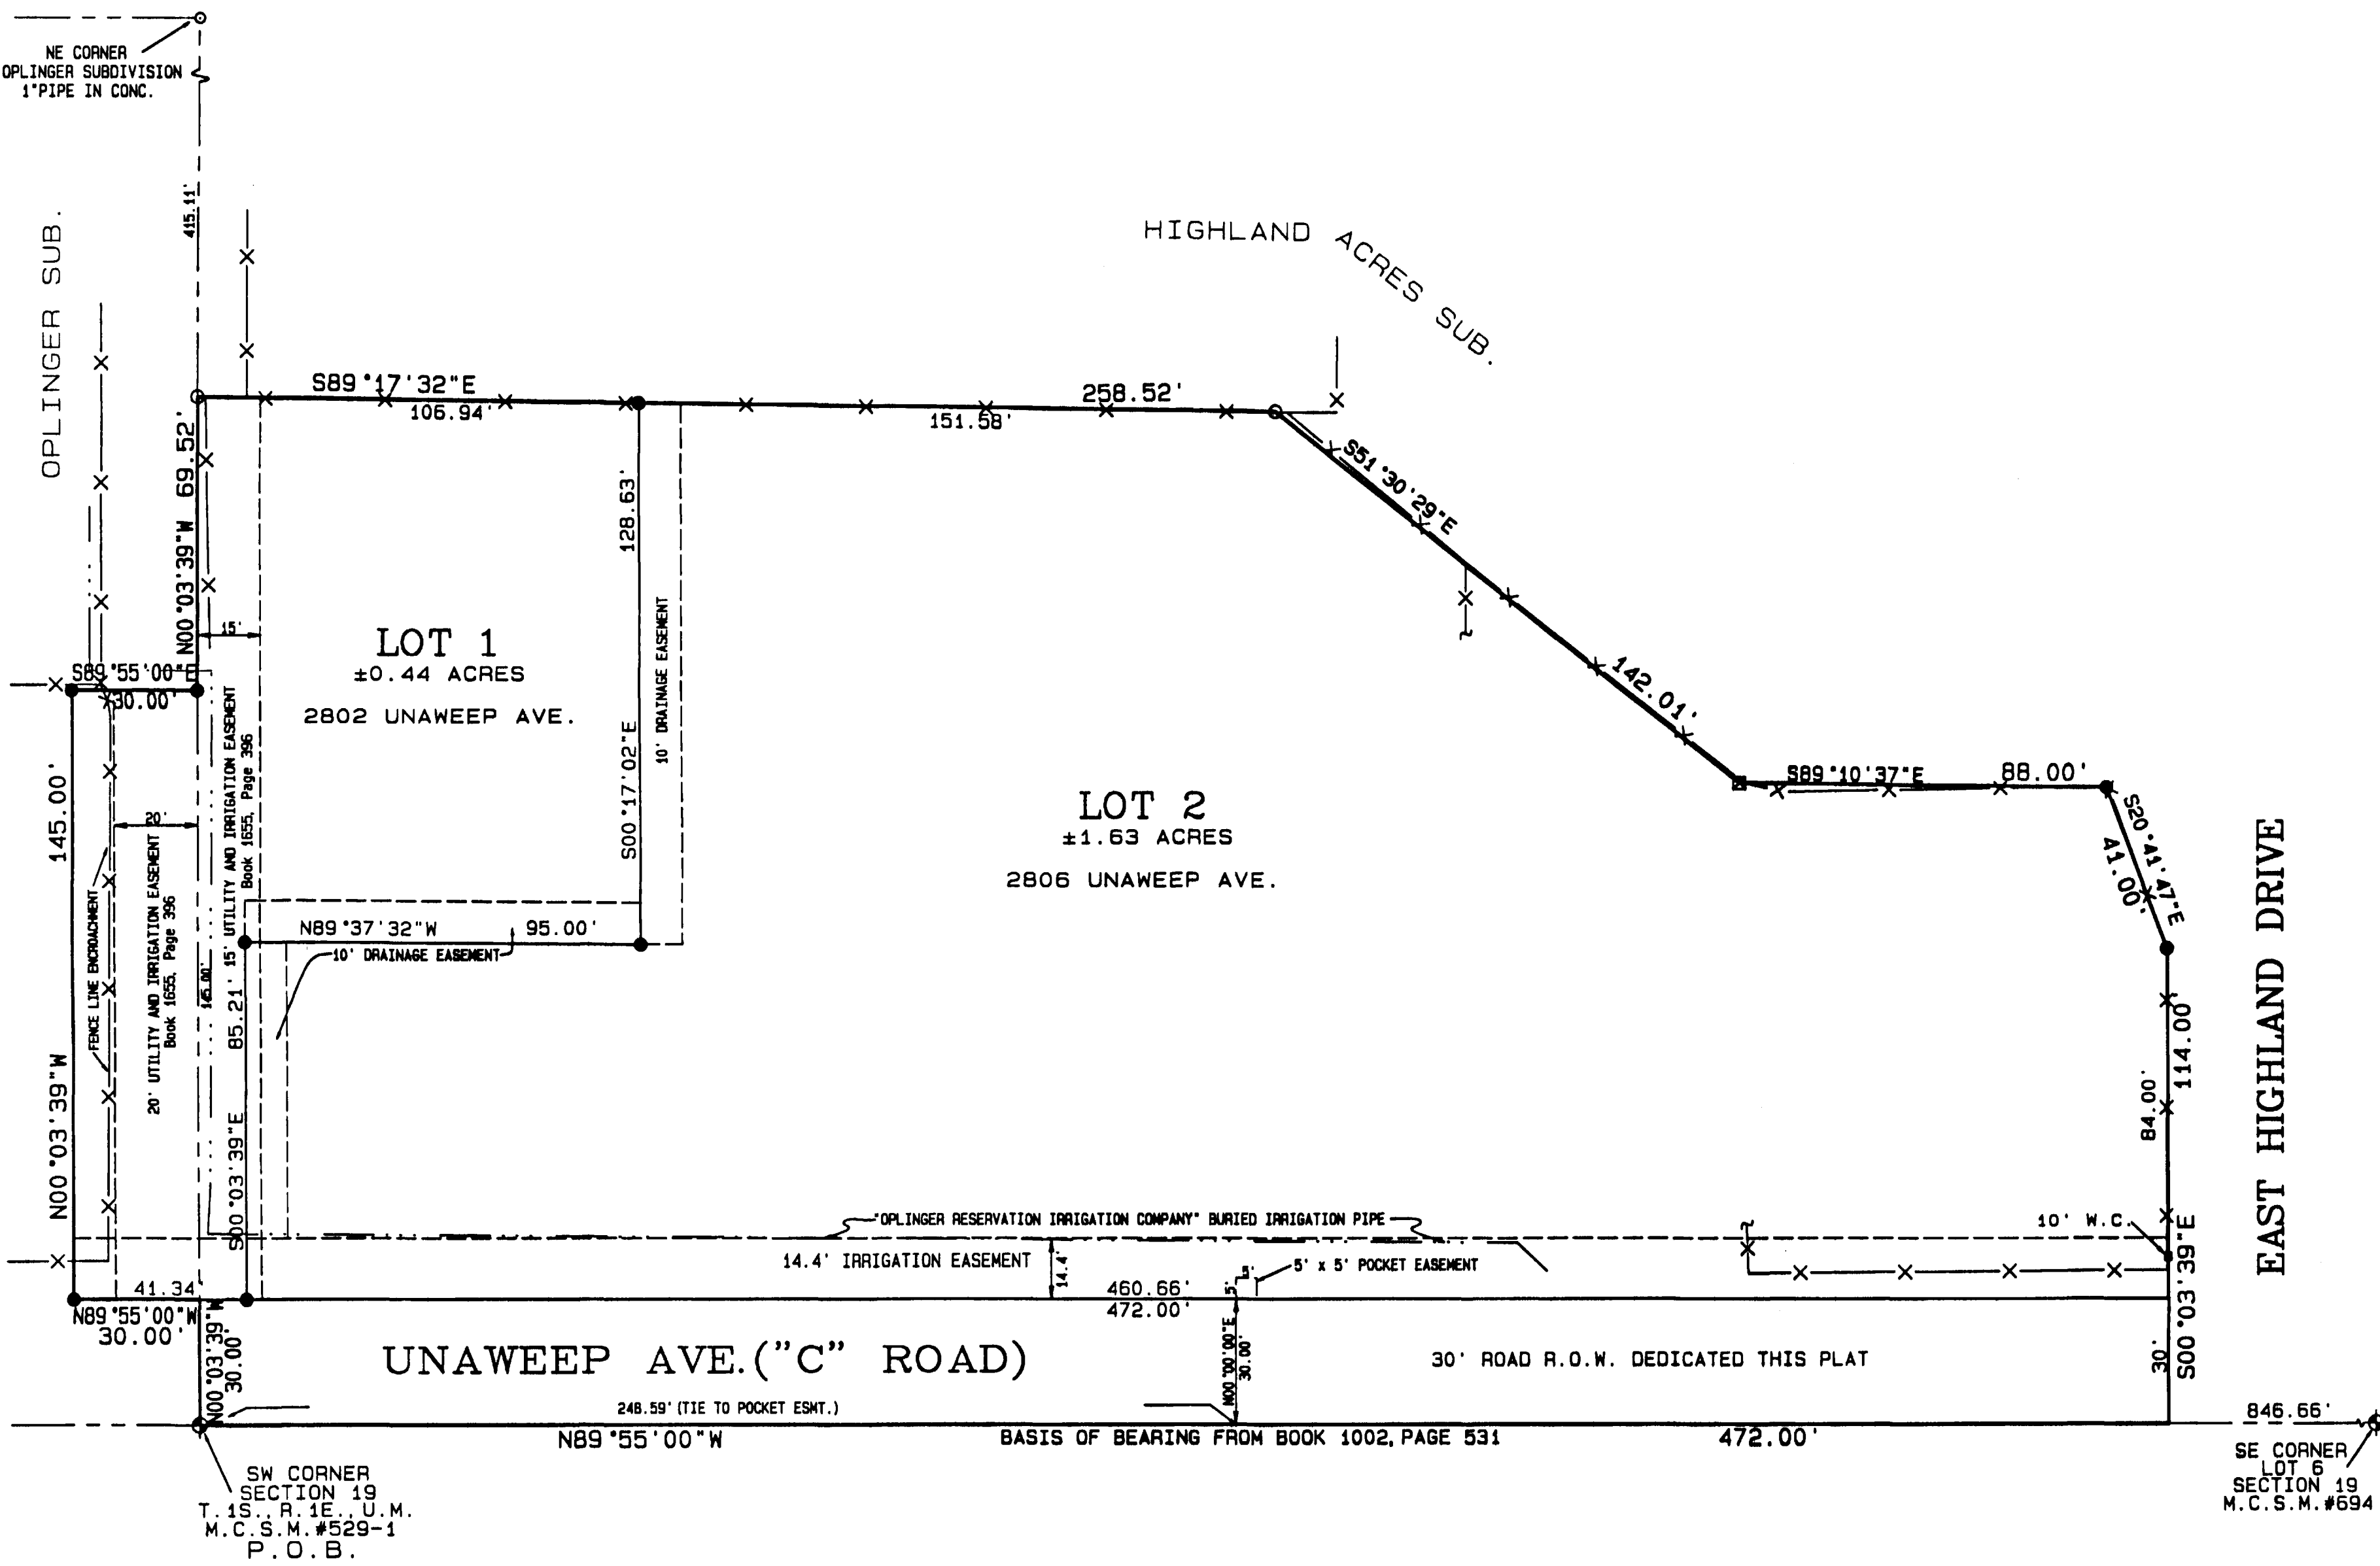 NE CORNER
OPLINGER SUBDIVISION
1"PIPE IN CONC.
415.11'
OPLINGER SUB.
HIGHLAND ACRES SUB.
S89°17'32"E
106.94'
258.52'
151.58'
N00°03'39"W 69.52'
128.63'
S00°17'02"E
10' DRAINAGE EASEMENT
S51°30'29"E
142.01'
15'
LOT 1
±0.44 ACRES
2802 UNAWEEP AVE.
S89°55'00"E
30.00'
N00°03'39"W 145.00'
FENCE LINE ENCROACHMENT
20'
20' UTILITY AND IRRIGATION EASEMENT
Book 1655, Page 396
145.00'
15' UTILITY AND IRRIGATION EASEMENT
Book 1655, Page 396
S00°03'39"E 85.21'
N89°37'32"W 95.00'
10' DRAINAGE EASEMENT
LOT 2
±1.63 ACRES
2806 UNAWEEP AVE.
S89°10'37"E 88.00'
S20°41'47"E
41.00'
114.00'
84.00'
S00°03'39"E
EAST HIGHLAND DRIVE
10' W.C.
"OPLINGER RESERVATION IRRIGATION COMPANY" BURIED IRRIGATION PIPE
14.4' IRRIGATION EASEMENT
14.4'
5' x 5' POCKET EASEMENT
5'
5'
41.34
460.66'
472.00'
N89°55'00"W
30.00'
N00°03'39"W
30.00'
UNAWEEP AVE.("C" ROAD)
N00°00'00"E
30.00'
30' ROAD R.O.W. DEDICATED THIS PLAT
30'
248.59' (TIE TO POCKET ESMT.)
N89°55'00"W
BASIS OF BEARING FROM BOOK 1002, PAGE 531
472.00'
846.66'
SW CORNER
SECTION 19
T.1S., R.1E., U.M.
M.C.S.M.#529-1
P.O.B.
SE CORNER
LOT 6
SECTION 19
M.C.S.M.#694